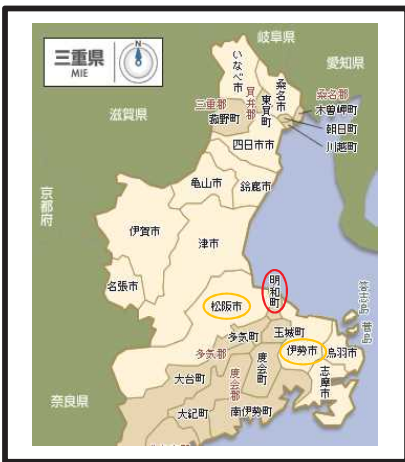 三重県
MIE
N
岐阜県
愛知県
滋賀県
京都府
奈良県
いなべ市
員弁郡
東員町
桑名市
桑名郡
木曽岬町
朝日町
川越町
三重郡
菰野町
四日市市
亀山市
鈴鹿市
伊賀市
津市
名張市
松阪市
明和町
答志島
菅島
多気郡
多気町
玉城町
伊勢市
鳥羽市
度会町
度会郡
志摩市
大台町
大紀町
南伊勢町